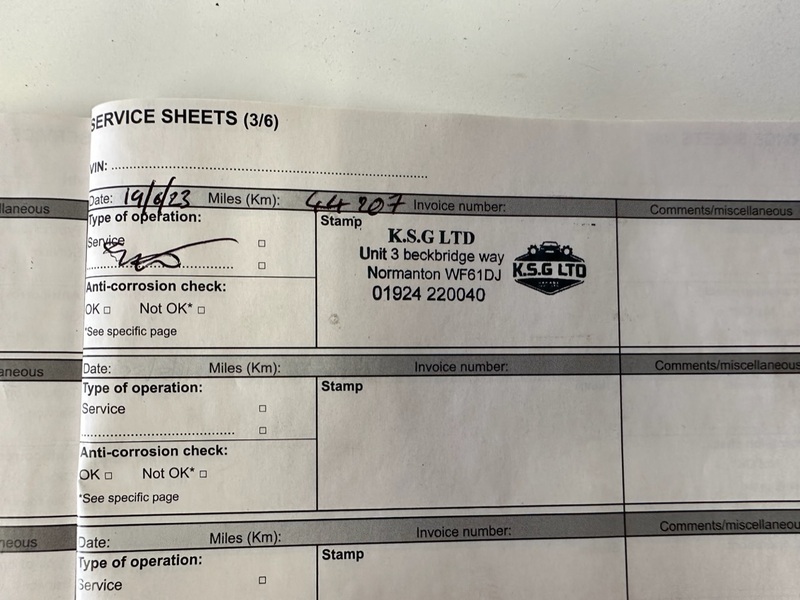 SERVICE SHEETS (3/6)
VIN:
llaneous
Date: 19/6/23 Miles (Km): 44207 Invoice number: Comments/miscellaneous
Type of operation:
Service
Stamp
K.S.G LTD
Unit 3 beckbridge way
Normanton WF61DJ
01924 220040
K.S.G LTD
Anti-corrosion check:
OK Not OK*
*See specific page
aneous
Date: Miles (Km): Invoice number: Comments/miscellaneous
Type of operation:
Service
Stamp
Anti-corrosion check:
OK Not OK*
*See specific page
neous
Date: Miles (Km): Invoice number: Comments/miscellaneou
Type of operation:
Service
Stamp